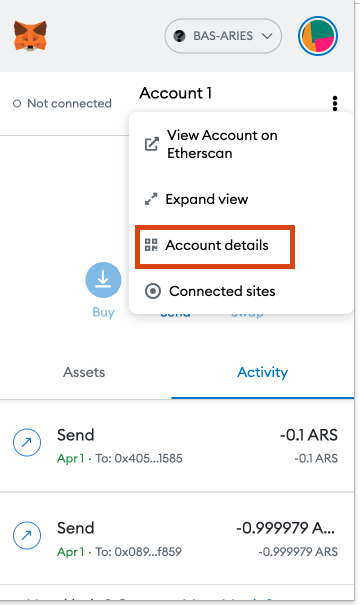 BAS-ARIES
Not connected
Account 1
View Account on
Etherscan
Expand view
Account details
Connected sites
Buy
Send
Swap
Assets
Activity
Send
-0.1 ARS
Apr 1 · To: 0x405...1585
-0.1 ARS
Send
-0.999979 A...
Apr 1 · To: 0x089...f859
-0.999979 ARS